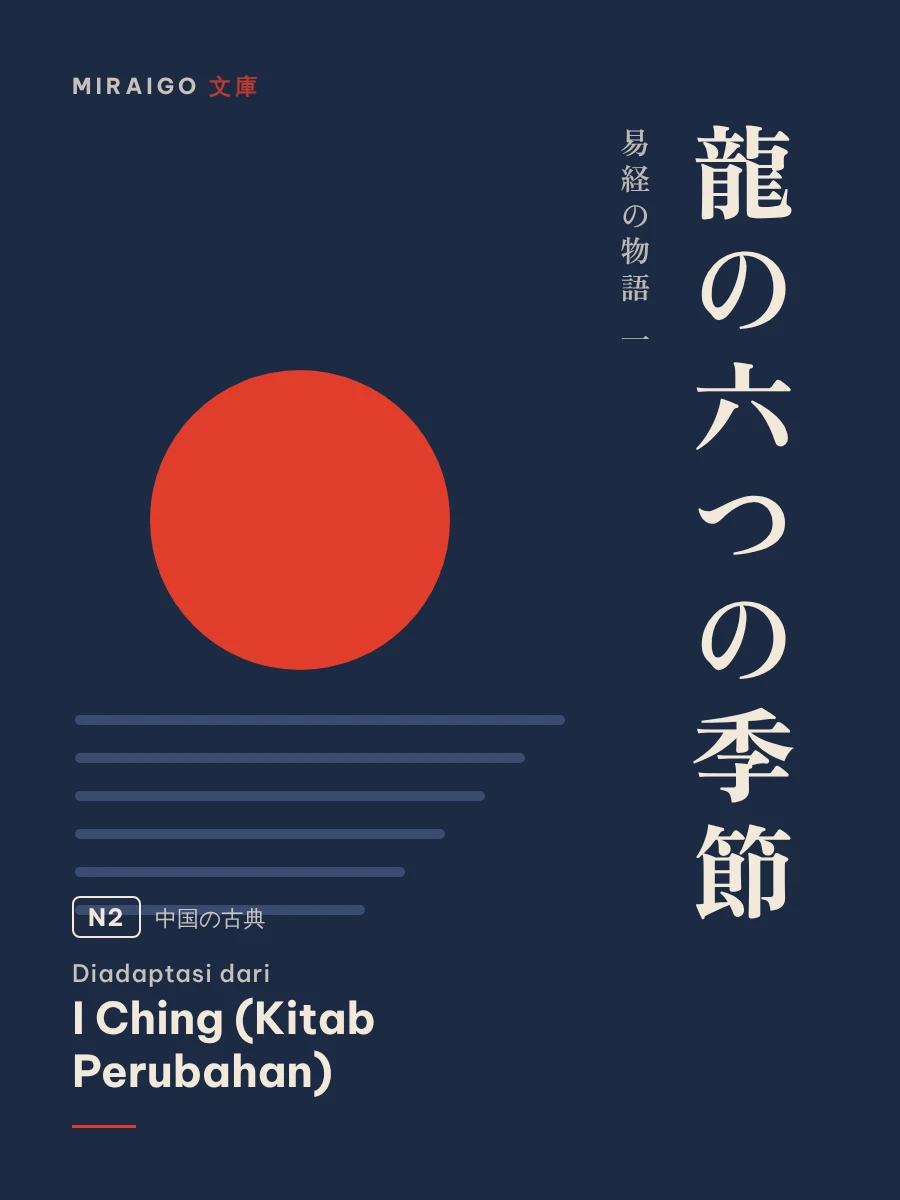 MIRAIGO 文庫
龍の六つの季節
易経の物語 一
N2 中国の古典
Diadaptasi dari
I Ching (Kitab
Perubahan)